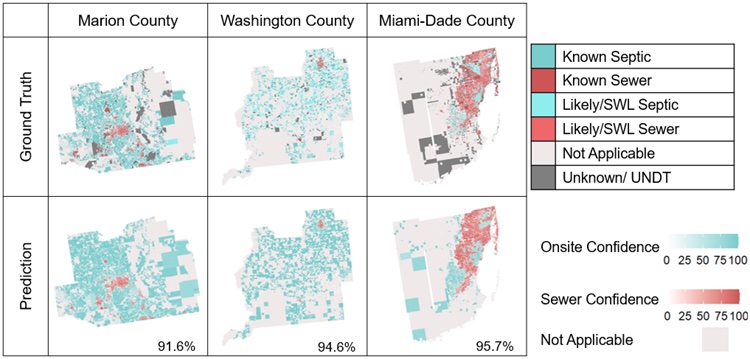 Marion County
Washington County
Miami-Dade County
Ground Truth
Known Septic
Known Sewer
Likely/SWL Septic
Likely/SWL Sewer
Not Applicable
Unknown/ UNDT
Prediction
91.6%
94.6%
95.7%
Onsite Confidence
0 25 50 75 100
Sewer Confidence
0 25 50 75 100
Not Applicable